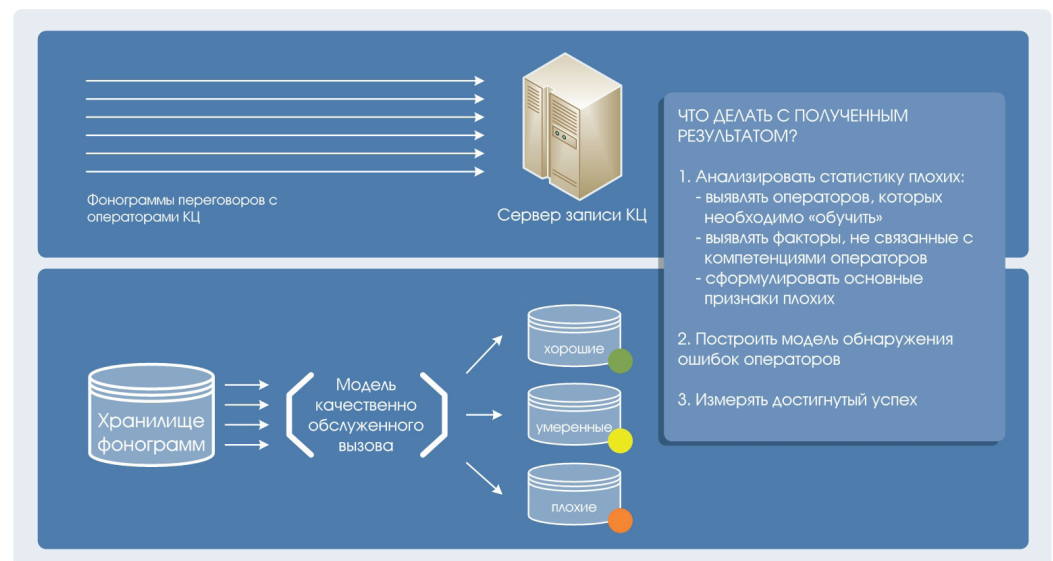 Фонограммы переговоров с
операторами КЦ
Сервер записи КЦ
ЧТО ДЕЛАТЬ С ПОЛУЧЕННЫМ
РЕЗУЛЬТАТОМ?
1. Анализировать статистику плохих:
- выявлять операторов, которых
необходимо «обучить»
- выявлять факторы, не связанные с
компетенциями операторов
- сформулировать основные
признаки плохих
2. Построить модель обнаружения
ошибок операторов
3. Измерять достигнутый успех
Хранилище
фонограмм
Модель
качественно
обслуженного
вызова
хорошие
умеренные
плохие